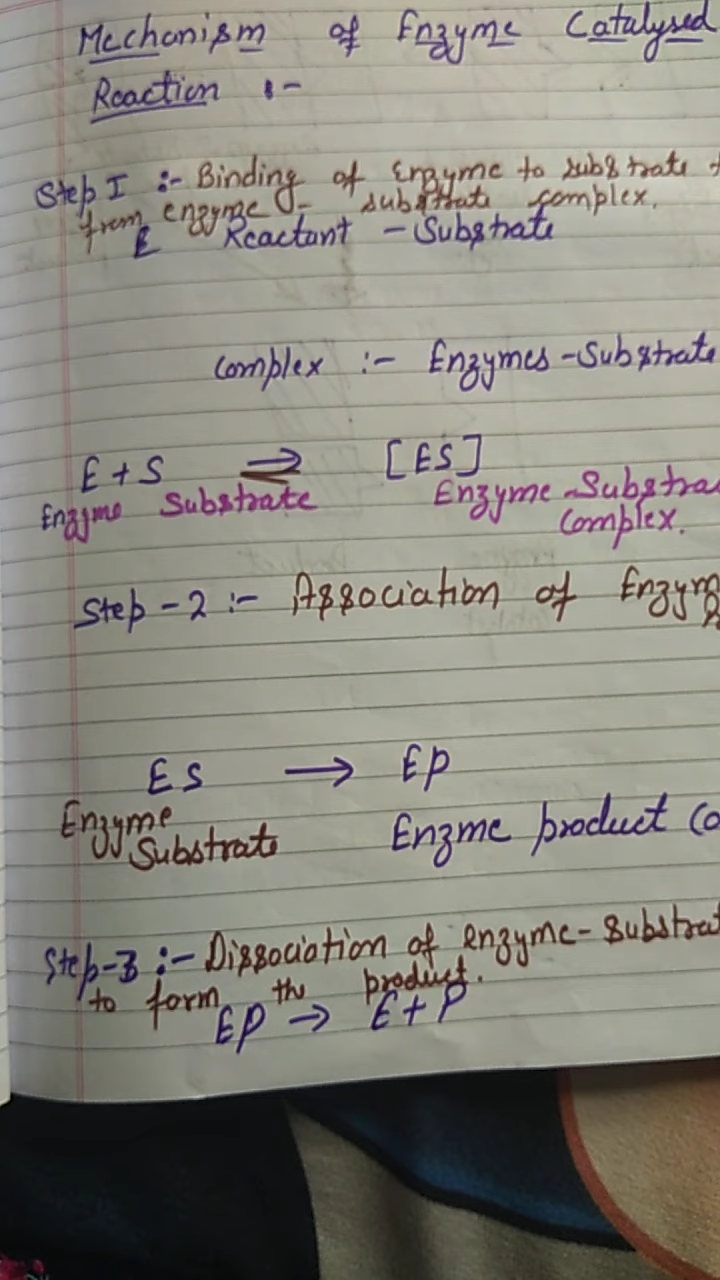 Mechanism of Enzyme Catalysed
Reaction :-
Step I :- Binding of Enzyme to substrate
from enzyme - substrate complex.
E Reactant - Substrate
Complex :- Enzymes - Substrate
E + S ⇌ [ES]
Enzyme Substrate Enzyme - Substra
Complex.
Step - 2 :- Association of Enzym
ES → EP
Enzyme Enzme product Co
Substrate
Step-3 :- Dissociation of enzyme - Substrat
to form the product.
EP → E + P